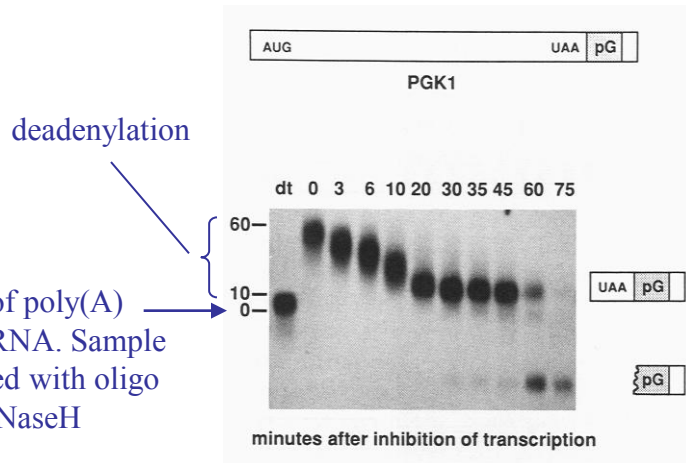 AUG UAA pG
PGK1
deadenylation
dt 0 3 6 10 20 30 35 45 60 75
60
10
0
UAA pG
pG
of poly(A)
RNA. Sample
ed with oligo
NaseH
minutes after inhibition of transcription